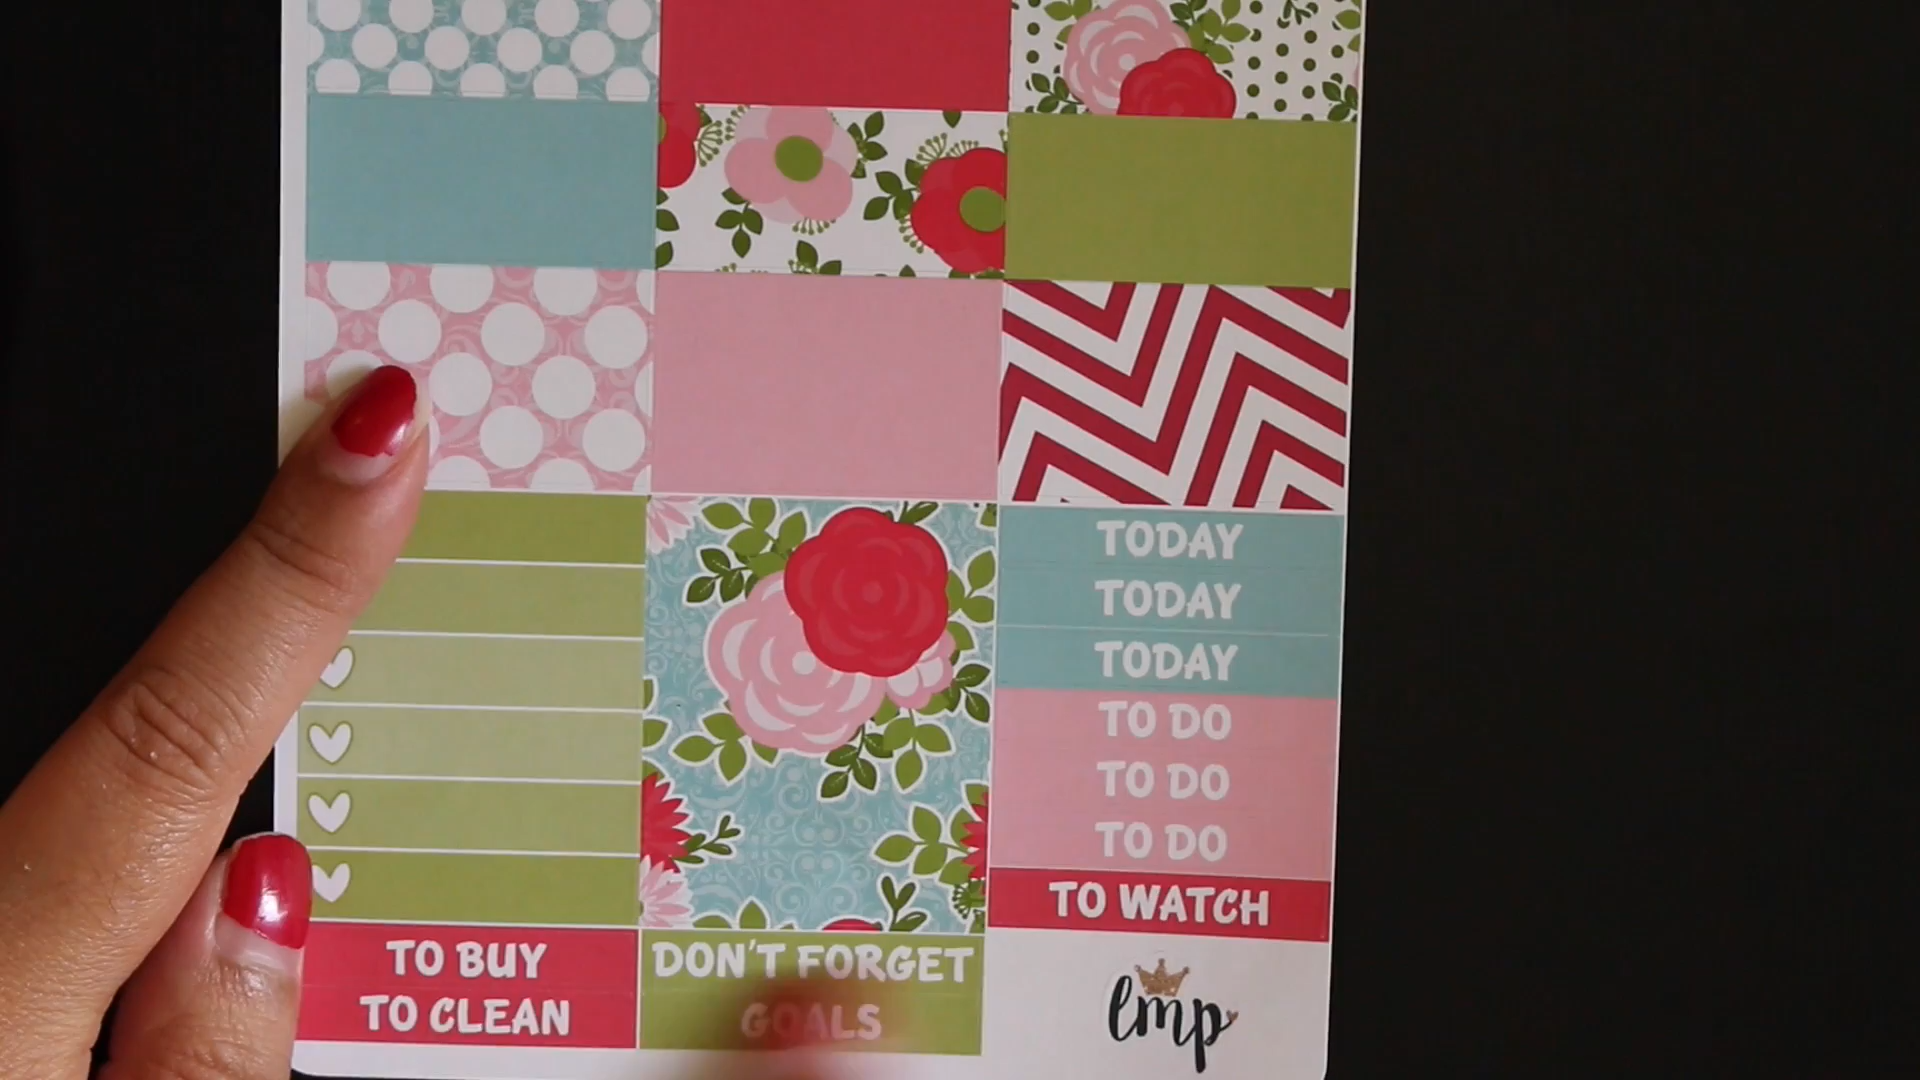 TODAY
TODAY
TODAY
TO DO
TO DO
TO DO
TO WATCH
TO BUY
TO CLEAN
DON'T FORGET
GOALS
lmp